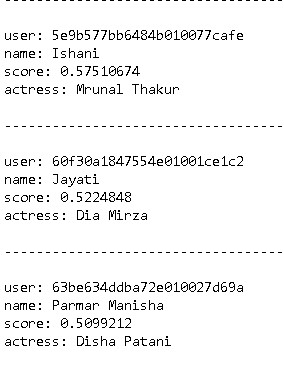 -----------------------------------
user: 5e9b577bb6484b010077cafe
name: Ishani
score: 0.57510674
actress: Mrunal Thakur
-----------------------------------
user: 60f30a1847554e01001ce1c2
name: Jayati
score: 0.5224848
actress: Dia Mirza
-----------------------------------
user: 63be634ddba72e010027d69a
name: Parmar Manisha
score: 0.5099212
actress: Disha Patani